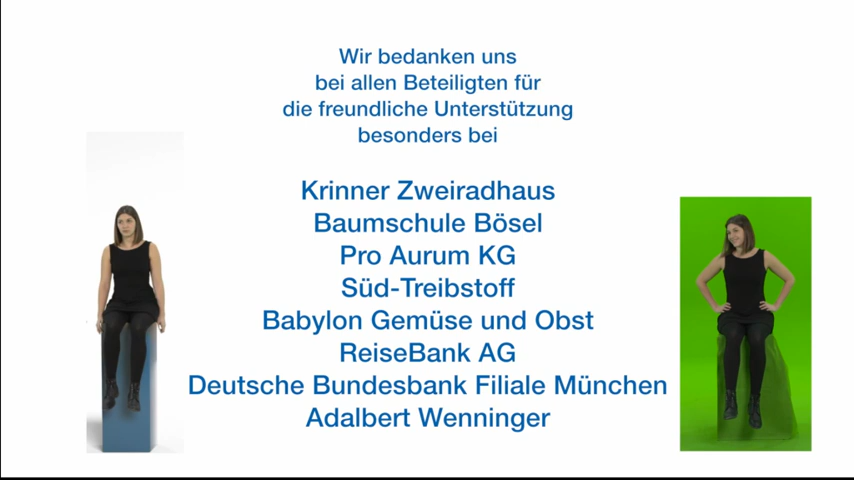 Wir bedanken uns
bei allen Beteiligten für
die freundliche Unterstützung
besonders bei
Krinner Zweiradhaus
Baumschule Bösel
Pro Aurum KG
Süd-Treibstoff
Babylon Gemüse und Obst
ReiseBank AG
Deutsche Bundesbank Filiale München
Adalbert Wenninger